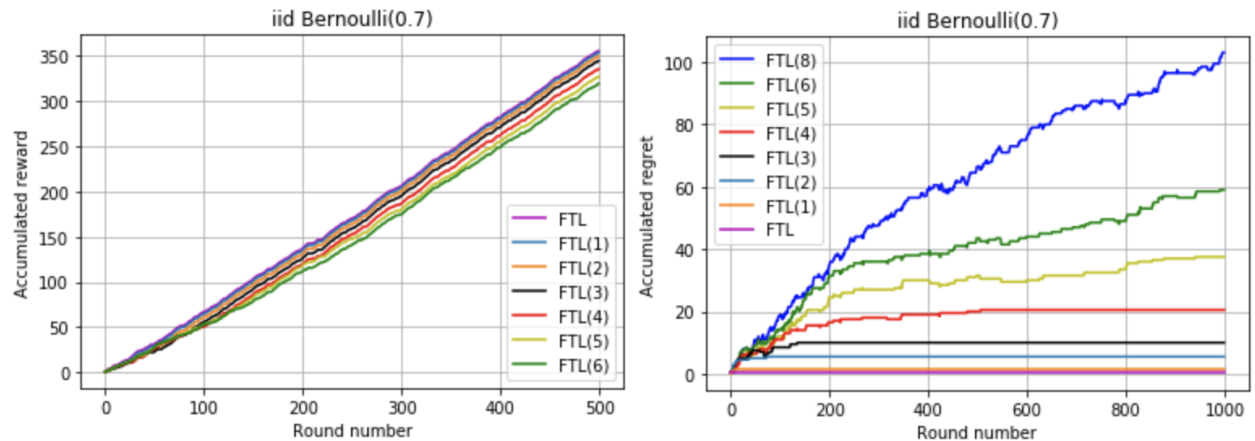 iid Bernoulli(0.7)
Accumulated reward
350
300
250
200
150
100
50
0
FTL
FTL(1)
FTL(2)
FTL(3)
FTL(4)
FTL(5)
FTL(6)
0 100 200 300 400 500
Round number
iid Bernoulli(0.7)
Accumulated regret
100
80
60
40
20
0
FTL(8)
FTL(6)
FTL(5)
FTL(4)
FTL(3)
FTL(2)
FTL(1)
FTL
0 200 400 600 800 1000
Round number